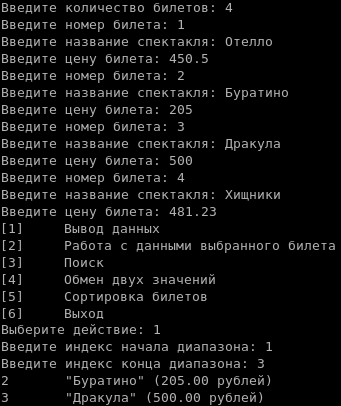 Введите количество билетов: 4
Введите номер билета: 1
Введите название спектакля: Отелло
Введите цену билета: 450.5
Введите номер билета: 2
Введите название спектакля: Буратино
Введите цену билета: 205
Введите номер билета: 3
Введите название спектакля: Дракула
Введите цену билета: 500
Введите номер билета: 4
Введите название спектакля: Хищники
Введите цену билета: 481.23
[1]     Вывод данных
[2]     Работа с данными выбранного билета
[3]     Поиск
[4]     Обмен двух значений
[5]     Сортировка билетов
[6]     Выход
Выберите действие: 1
Введите индекс начала диапазона: 1
Введите индекс конца диапазона: 3
2       "Буратино" (205.00 рублей)
3       "Дракула" (500.00 рублей)